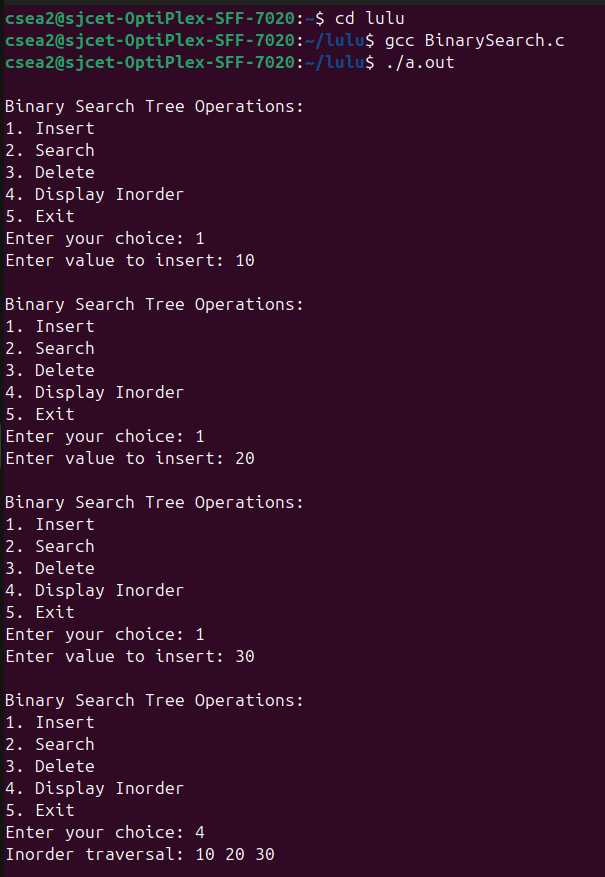 csea2@sjcet-OptiPlex-SFF-7020:~$ cd lulu
csea2@sjcet-OptiPlex-SFF-7020:~/lulu$ gcc BinarySearch.c
csea2@sjcet-OptiPlex-SFF-7020:~/lulu$ ./a.out

Binary Search Tree Operations:
1. Insert
2. Search
3. Delete
4. Display Inorder
5. Exit
Enter your choice: 1
Enter value to insert: 10

Binary Search Tree Operations:
1. Insert
2. Search
3. Delete
4. Display Inorder
5. Exit
Enter your choice: 1
Enter value to insert: 20

Binary Search Tree Operations:
1. Insert
2. Search
3. Delete
4. Display Inorder
5. Exit
Enter your choice: 1
Enter value to insert: 30

Binary Search Tree Operations:
1. Insert
2. Search
3. Delete
4. Display Inorder
5. Exit
Enter your choice: 4
Inorder traversal: 10 20 30